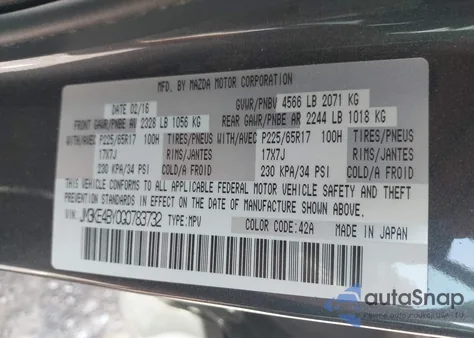 MFD. BY MAZDA MOTOR CORPORATION
DATE 02/16 GVWR/PNBV 4566 LB 2071 KG
FRONT GAWR/PNBE AV 2328 LB 1056 KG REAR GAWR/PNBE AR 2244 LB 1018 KG
WITH/AVEC P225/65R17 100H TIRES/PNEUS WITH/AVEC P225/65R17 100H TIRES/PNEUS
17X7J RIMS/JANTES 17X7J RIMS/JANTES
230 KPA/34 PSI 230 KPA/34 PSI
THIS VEHICLE CONFORMS TO ALL APPLICABLE FEDERAL MOTOR VEHICLE SAFETY AND THEFT
PREVENTION STANDARDS IN EFFECT ON THE DATE OF MANUFACTURE SHOWN ABOVE.
VIN: JM3KE4BY0G0783732 TYPE: MPV
COLOR CODE: 42A MADE IN JAPAN
autoSnap